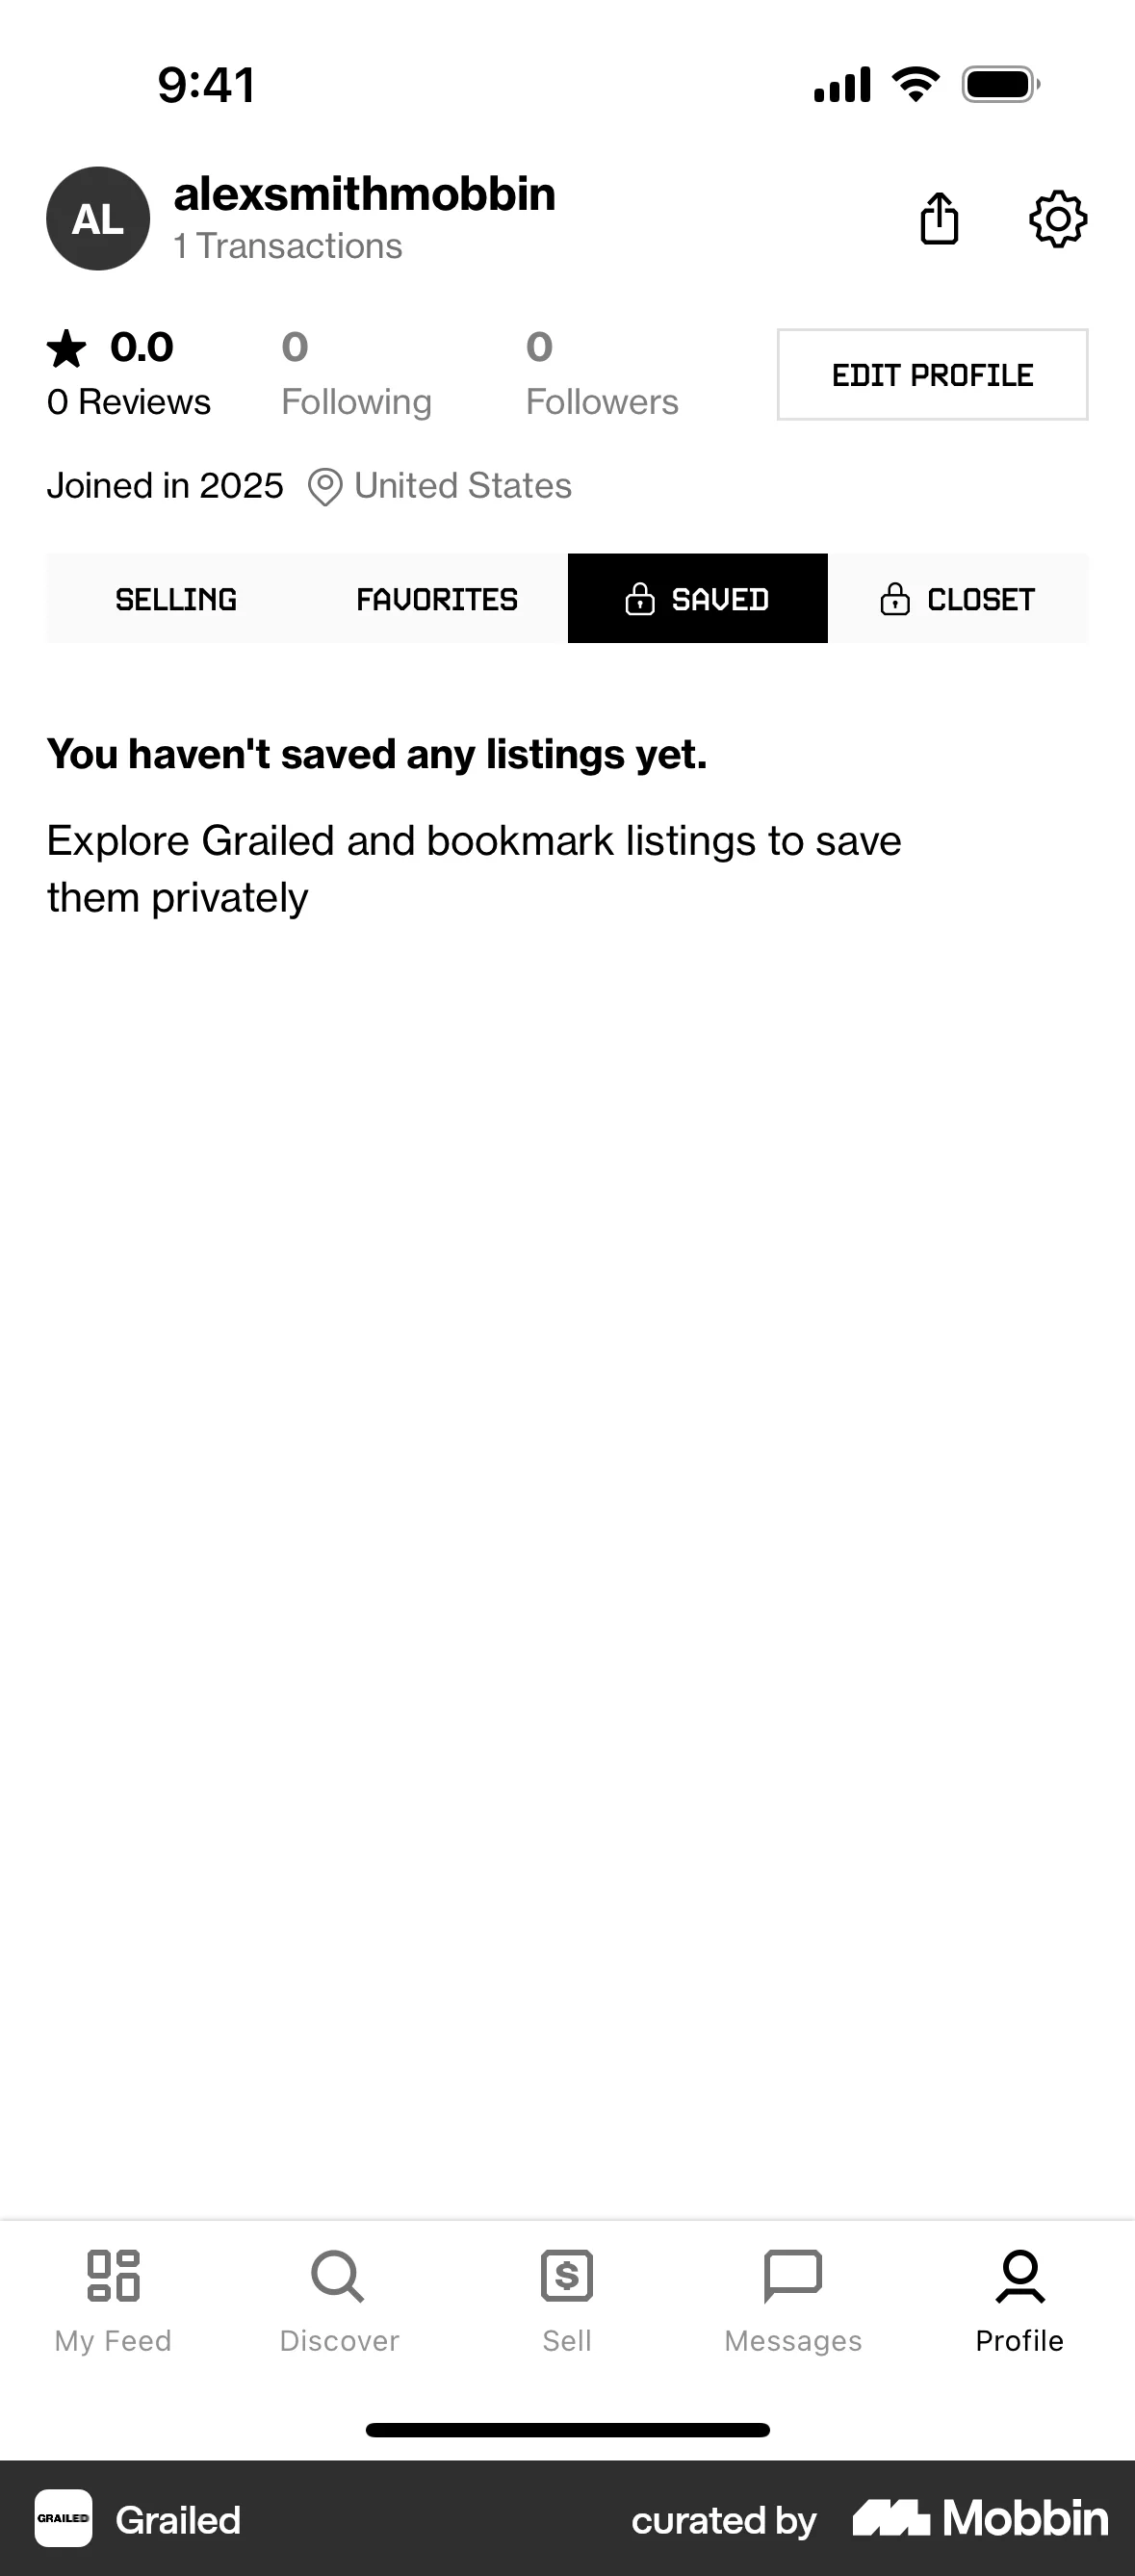 9:41
AL
alexsmithmobbin
1 Transactions
0.0
0 Reviews
0
Following
0
Followers
EDIT PROFILE
Joined in 2025
United States
SELLING
FAVORITES
SAVED
CLOSET
You haven't saved any listings yet.
Explore Grailed and bookmark listings to save
them privately
$
My Feed
Discover
Sell
Messages
Profile
GRAILED
Grailed
curated by
Mobbin